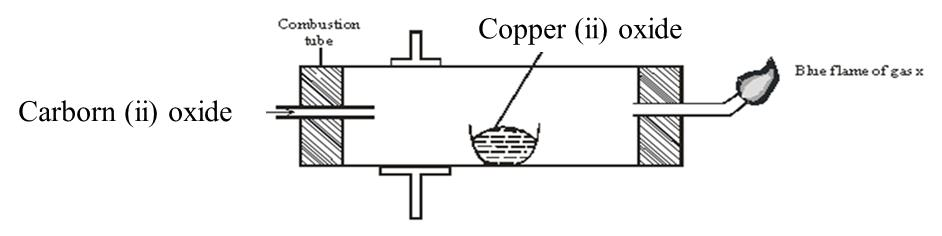 Combustion
tube
Copper (ii) oxide
Blue flame of gas x
Carborn (ii) oxide